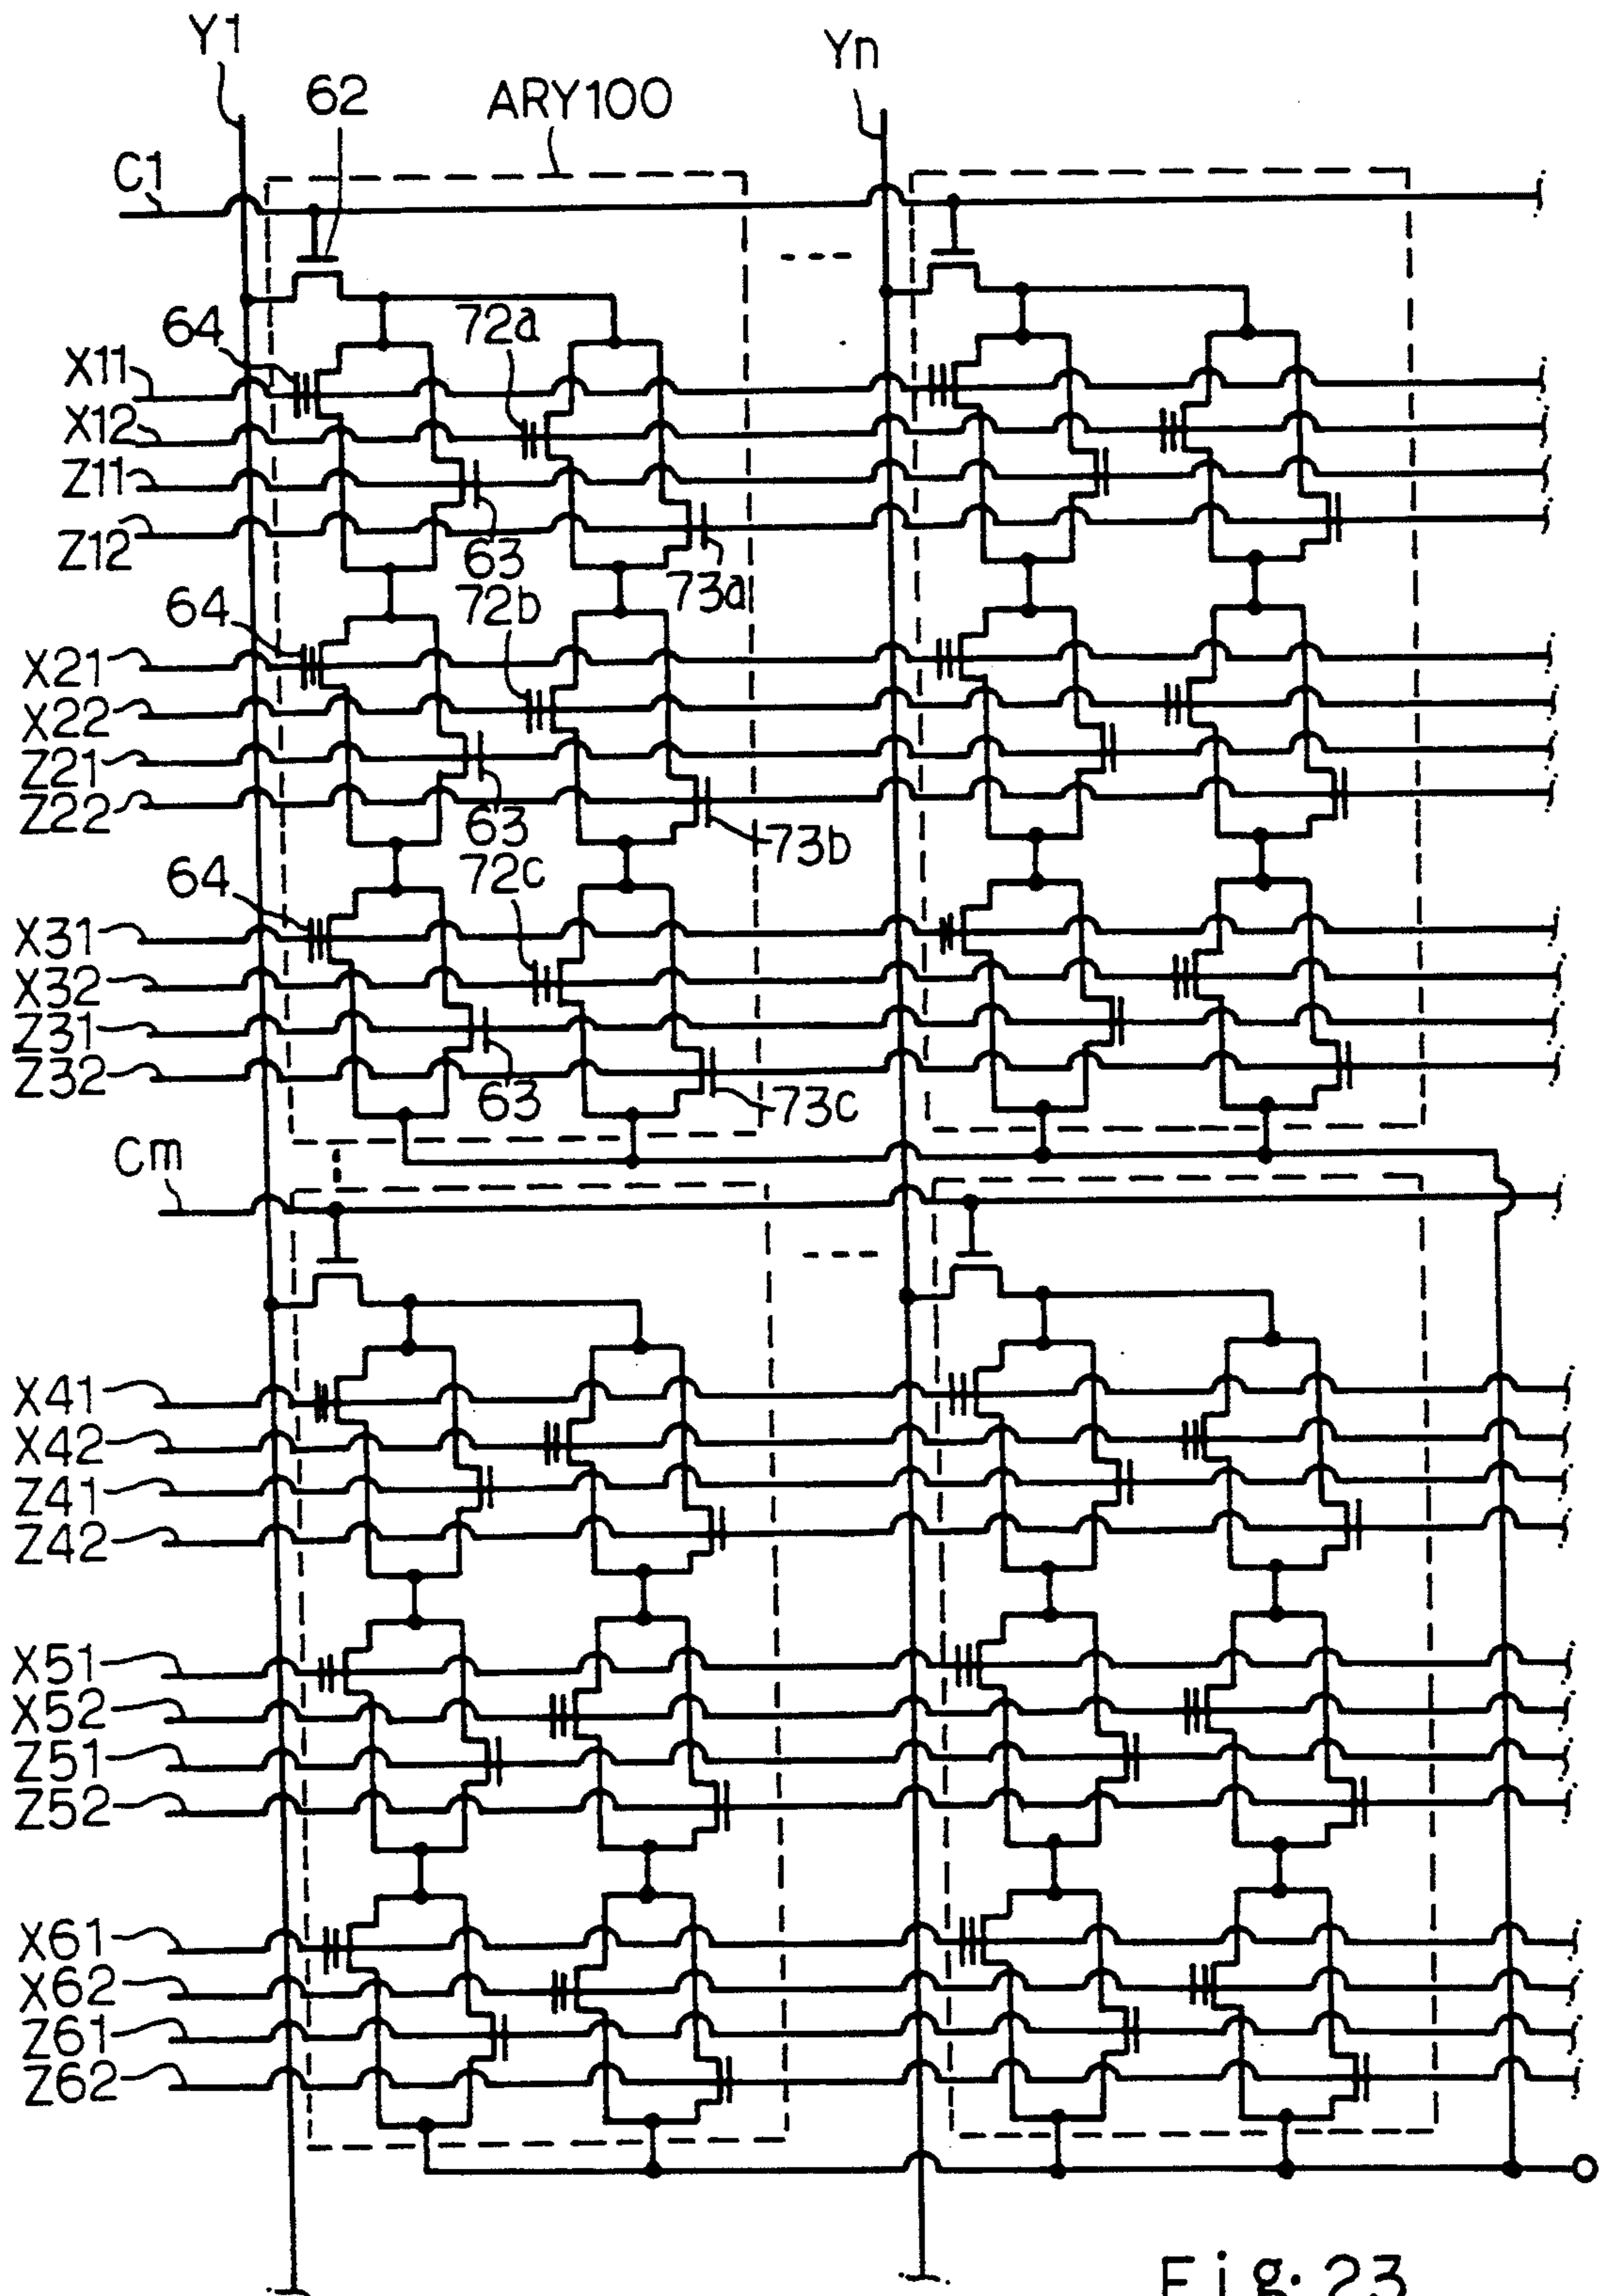 Y1
Yn
62
ARY100
C1
64
72a
X11
X12
Z11
Z12
63
73a
64
72b
X21
X22
Z21
Z22
63
73b
64
72c
X31
X32
Z31
Z32
63
73c
Cm
X41
X42
Z41
Z42
X51
X52
Z51
Z52
X61
X62
Z61
Z62
Fig. 23